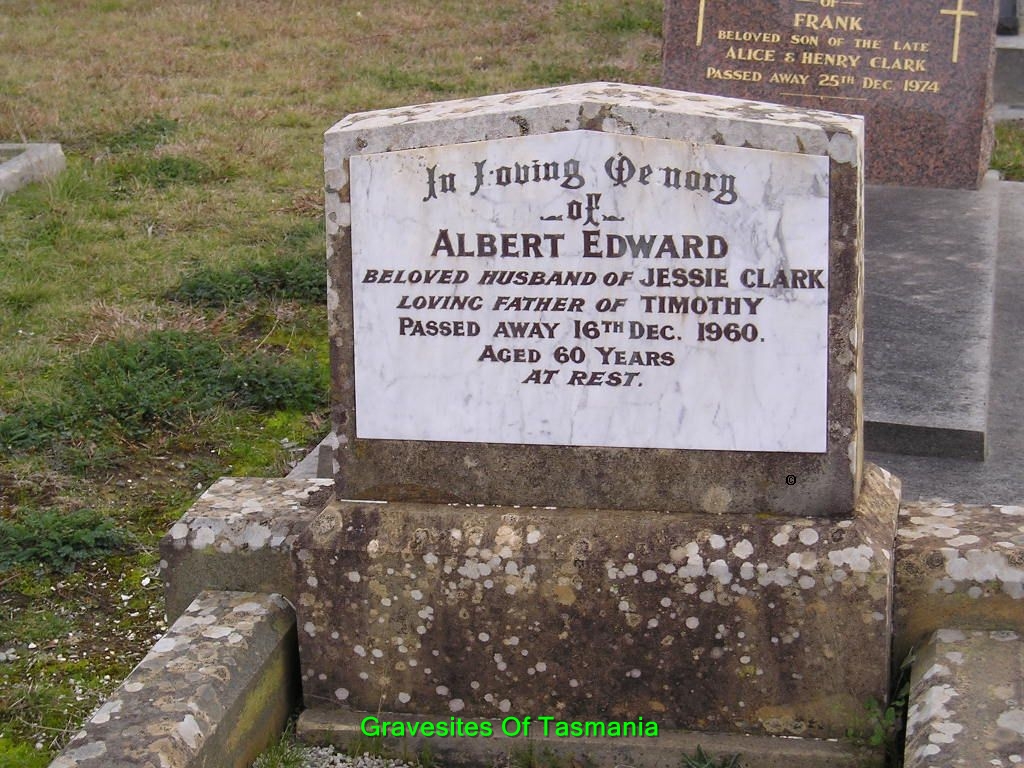 OF
FRANK
BELOVED SON OF THE LATE
ALICE & HENRY CLARK
PASSED AWAY 25TH DEC. 1974
In Loving Memory
of
ALBERT EDWARD
BELOVED HUSBAND OF JESSIE CLARK
LOVING FATHER OF TIMOTHY
PASSED AWAY 16TH DEC. 1960.
AGED 60 YEARS
AT REST.
©
Gravesites Of Tasmania